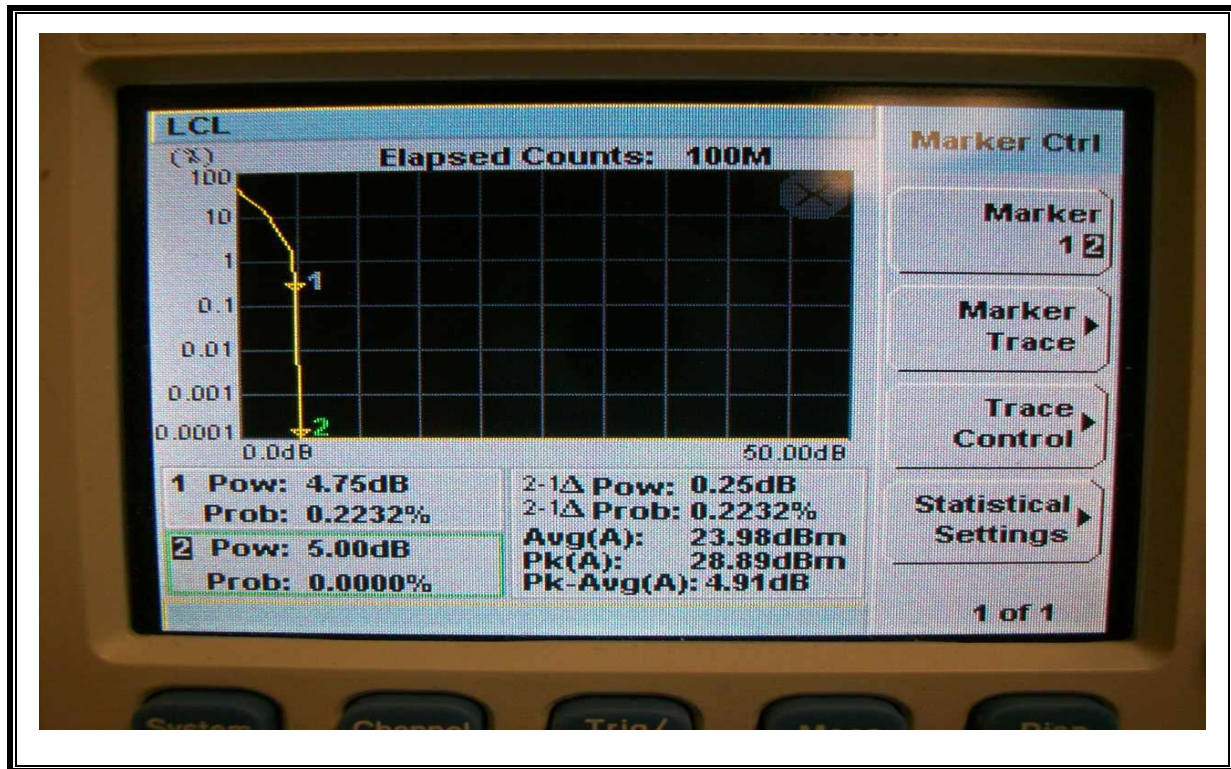 LCL
(%) Elapsed Counts: 100M
100
10
1
0.1
0.01
0.001
0.0001
1
2
0.0dB 50.00dB
1 Pow: 4.75dB
Prob: 0.2232%
2 Pow: 5.00dB
Prob: 0.0000%
2-1Δ Pow: 0.25dB
2-1Δ Prob: 0.2232%
Avg(A): 23.98dBm
Pk(A): 28.89dBm
Pk-Avg(A): 4.91dB
Marker Ctrl
Marker
1 2
Marker
Trace
Trace
Control
Statistical
Settings
1 of 1
System Channel Trig/